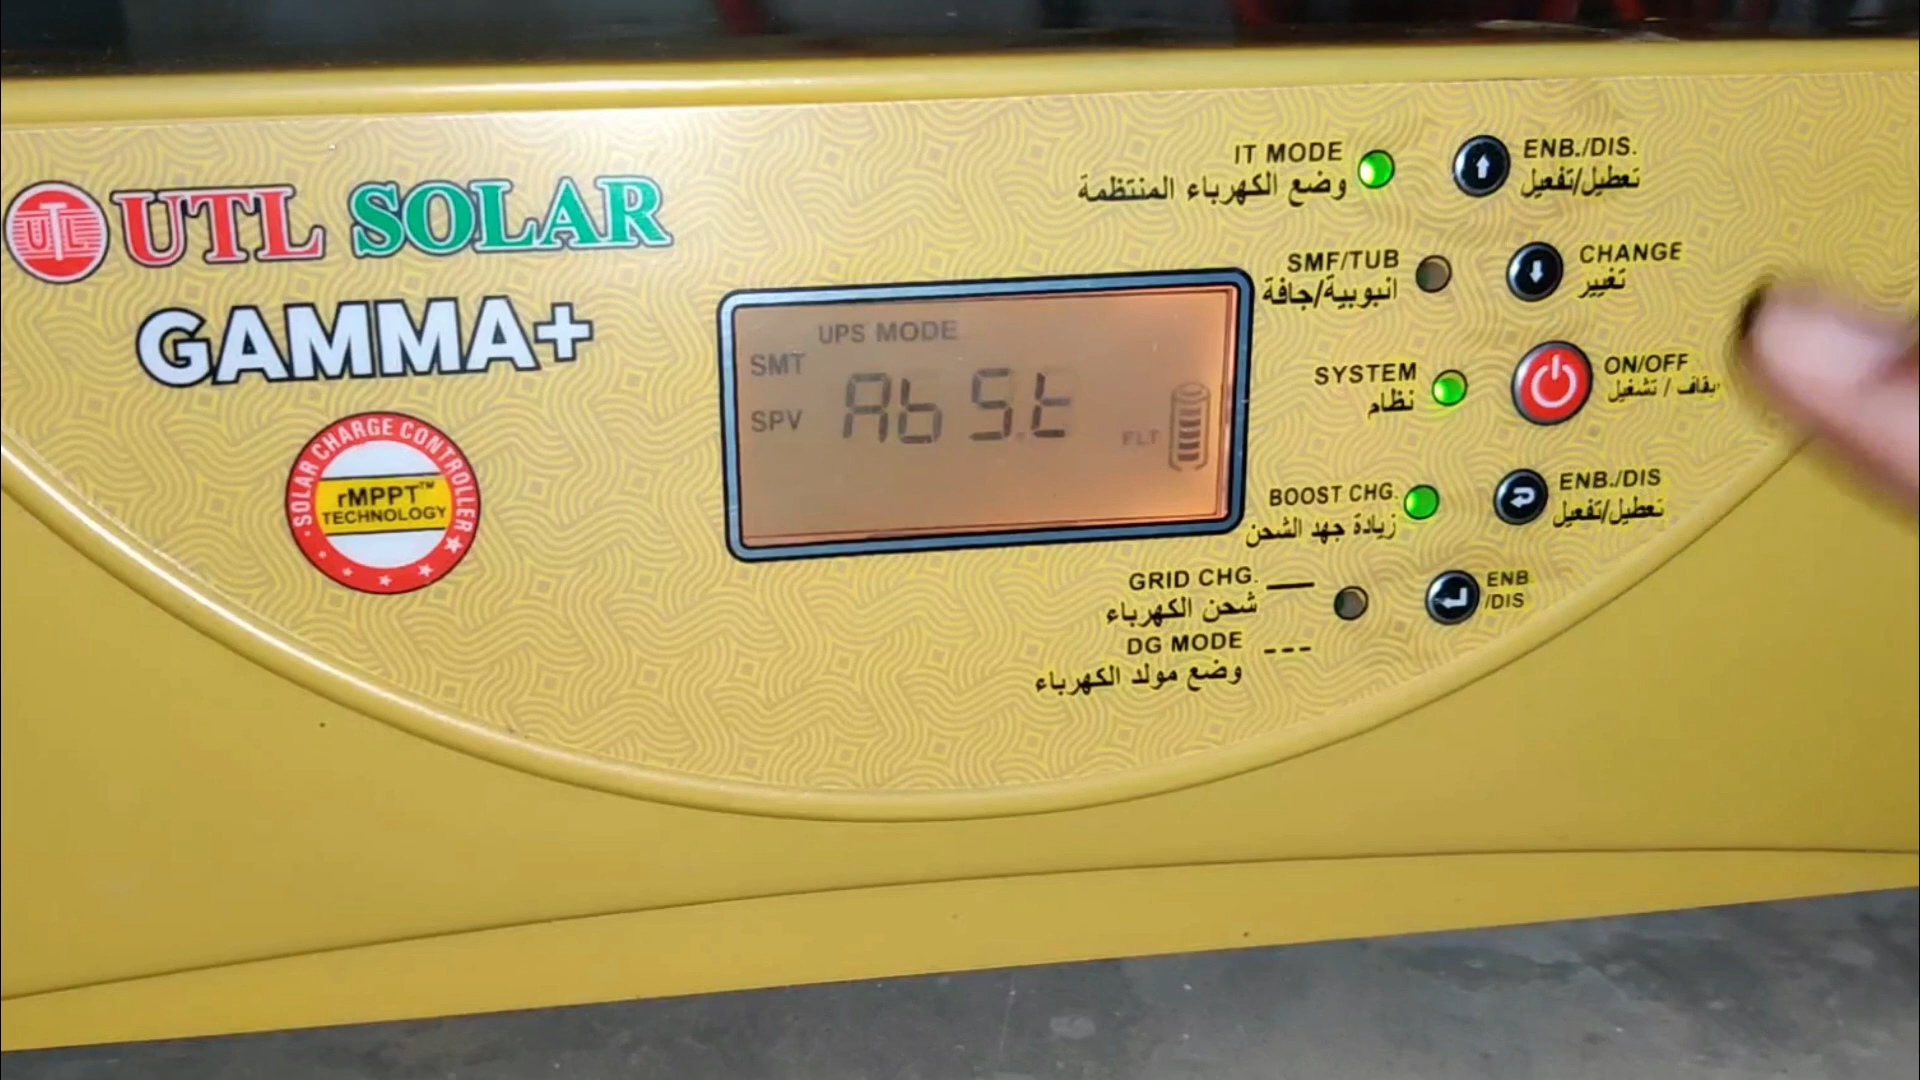 UTL SOLAR
UTL
GAMMA+
SOLAR CHARGE CONTROLLER
rMPPT™
TECHNOLOGY
UPS MODE
SMT
SPV
Ab5.t
FLT
IT MODE
وضع الكهرباء المنتظمة
ENB./DIS.
تعطيل/تفعيل
SMF/TUB
انبوبية/جافة
CHANGE
تغيير
SYSTEM
نظام
ON/OFF
يقاف / تشغيل
BOOST CHG.
زيادة جهد الشحن
ENB./DIS
تعطيل/تفعيل
GRID CHG.
شحن الكهرباء
ENB
/DIS
DG MODE
وضع مولد الكهرباء